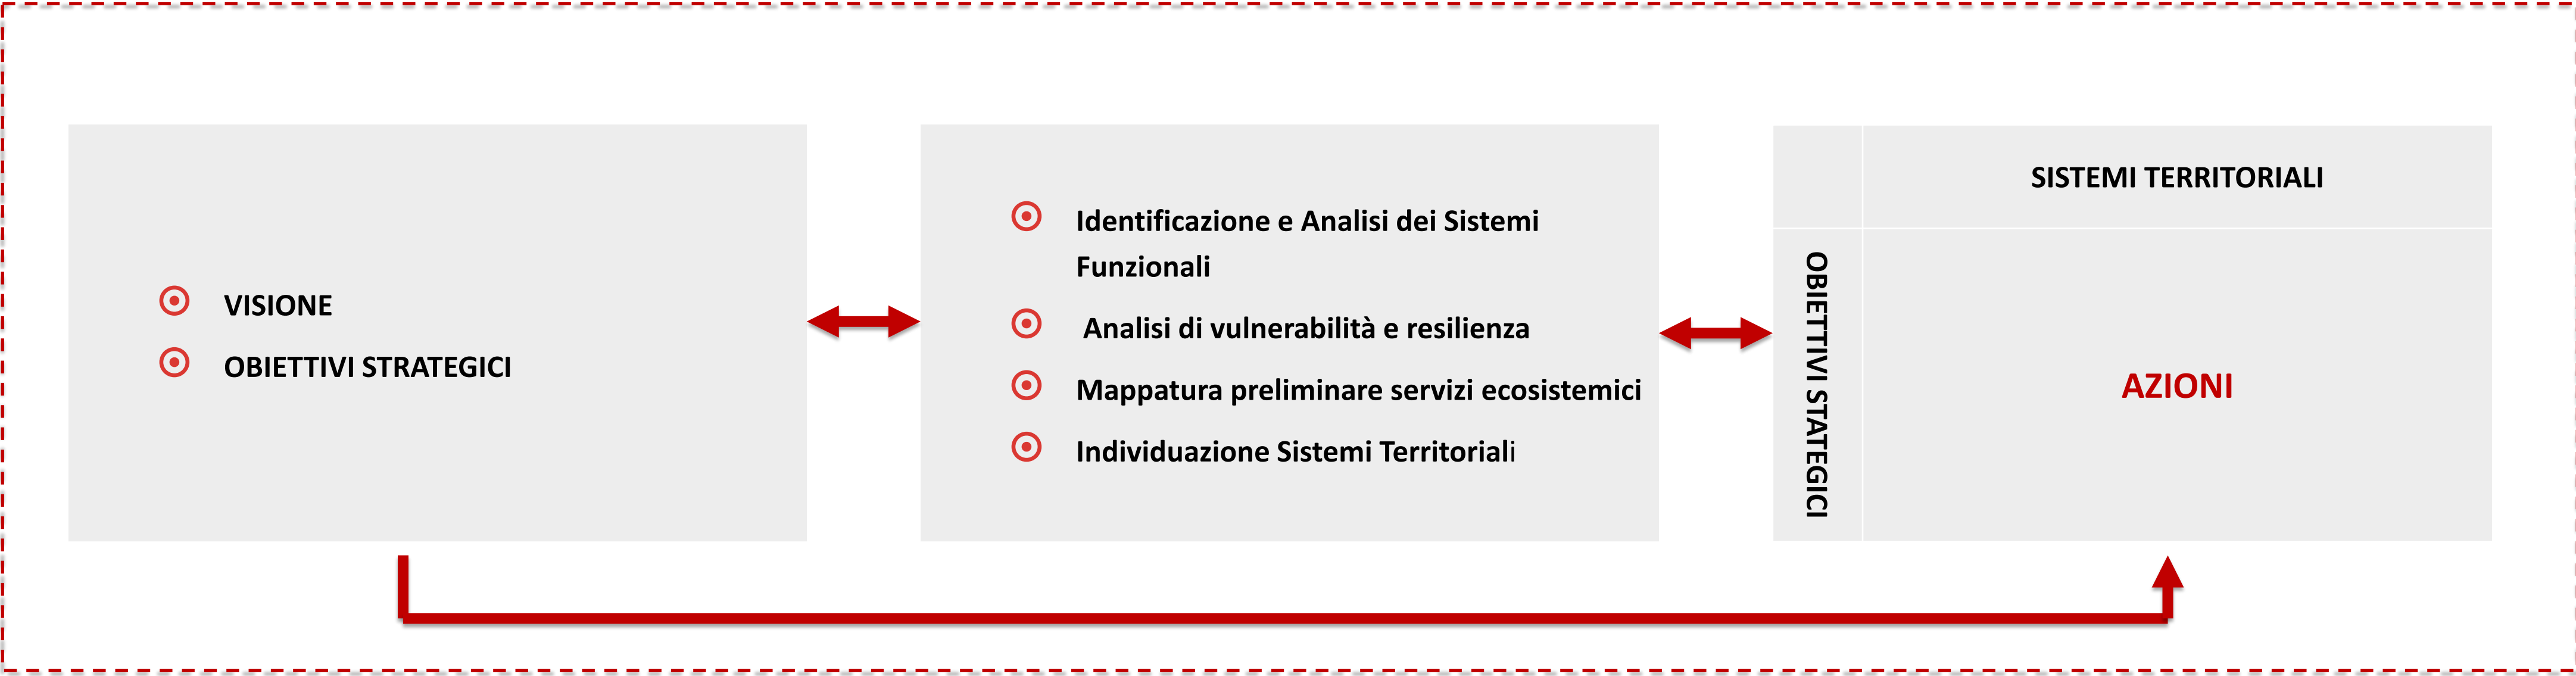 VISIONE
OBIETTIVI STRATEGICI
Identificazione e Analisi dei Sistemi
Funzionali
Analisi di vulnerabilità e resilienza
Mappatura preliminare servizi ecosistemici
Individuazione Sistemi Territoriali
SISTEMI TERRITORIALI
OBIETTIVI STATEGICI
AZIONI